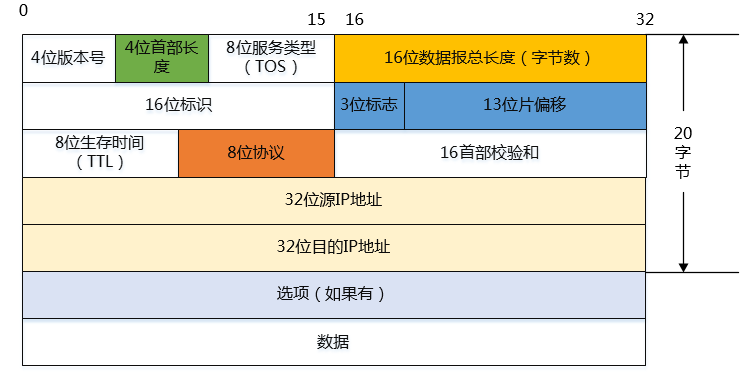 0
15
16
32
4位版本号
4位首部长
度
8位服务类型
（TOS）
16位数据报总长度（字节数）
16位标识
3位标志
13位片偏移
8位生存时间
（TTL）
8位协议
16首部校验和
20
字
节
32位源IP地址
32位目的IP地址
选项（如果有）
数据